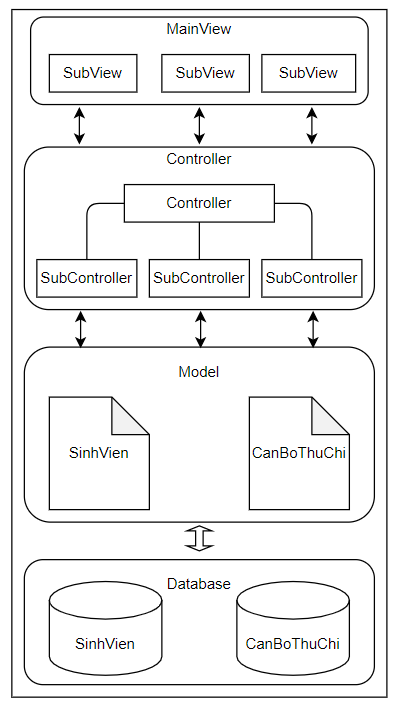 MainView
SubView SubView SubView
Controller
Controller
SubController SubController SubController
Model
SinhVien CanBoThuChi
Database
SinhVien CanBoThuChi